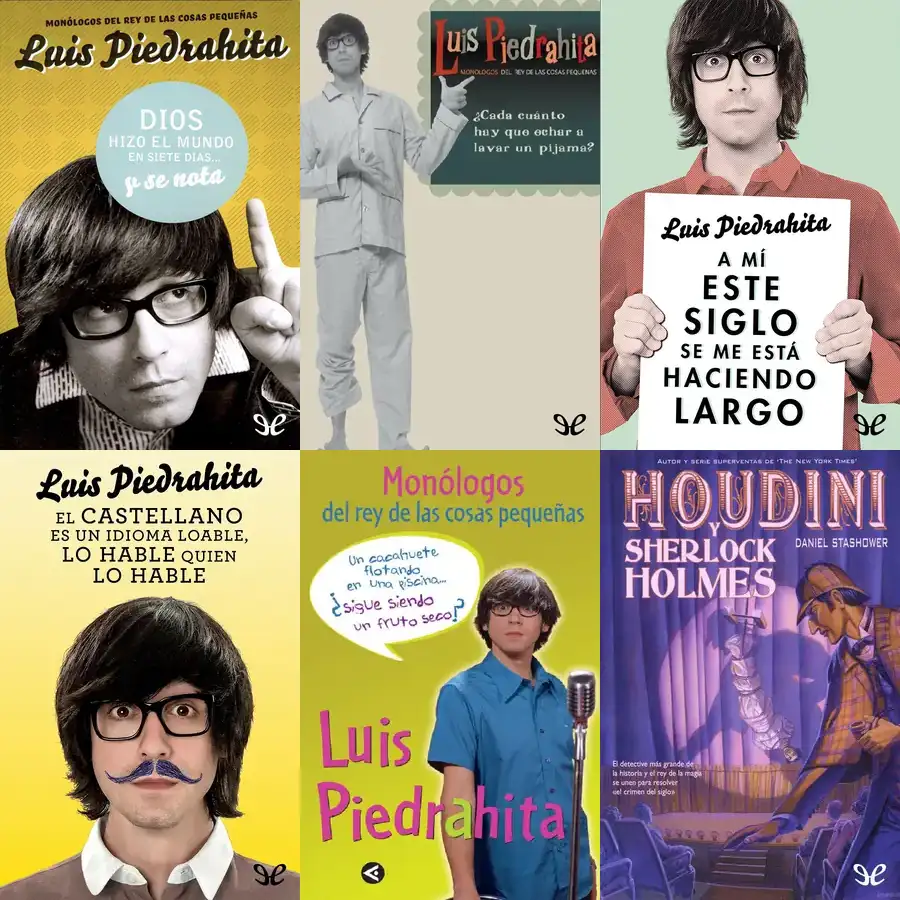 MONÓLOGOS DEL REY DE LAS COSAS PEQUEÑAS
Luis Piedrahita
DIOS
HIZO EL MUNDO
EN SIETE DÍAS...
y se nota
Luis Piedrahita
MONÓLOGOS DEL REY DE LAS COSAS PEQUEÑAS
¿Cada cuánto
hay que echar a
lavar un pijama?
Luis Piedrahita
A MÍ
ESTE
SIGLO
SE ME ESTÁ
HACIENDO
LARGO
Luis Piedrahita
EL CASTELLANO
ES UN IDIOMA LOABLE,
LO HABLE QUIEN
LO HABLE
Monólogos
del rey de las cosas pequeñas
Un cacahuete
flotando
en una piscina...
¿sigue siendo
un fruto seco?
Luis
Piedrahita
AUTOR Y SERIE SUPERVENTAS DE 'THE NEW YORK TIMES'
HOUDINI
Y
SHERLOCK
HOLMES
DANIEL STASHOWER
El detective más grande de
la historia y el rey de la magia
se unen para resolver
«el crimen del siglo»